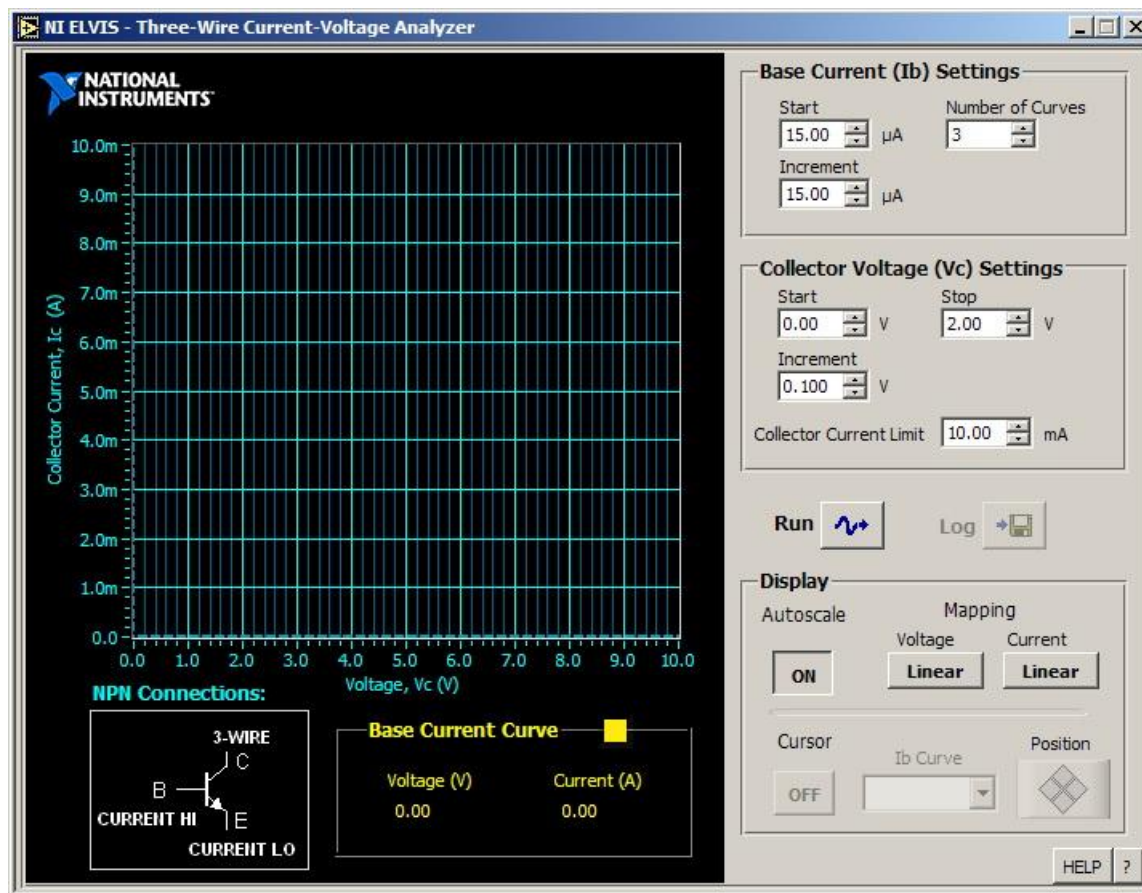 NI ELVIS - Three-Wire Current-Voltage Analyzer
NATIONAL
INSTRUMENTS™
10.0m
9.0m
8.0m
7.0m
6.0m
5.0m
4.0m
3.0m
2.0m
1.0m
0.0
Collector Current, Ic (A)
0.0 1.0 2.0 3.0 4.0 5.0 6.0 7.0 8.0 9.0 10.0
Voltage, Vc (V)
NPN Connections:
3-WIRE
C
B
CURRENT HI
E
CURRENT LO
Base Current Curve
Voltage (V) Current (A)
0.00 0.00
Base Current (Ib) Settings
Start Number of Curves
15.00 µA 3
Increment
15.00 µA
Collector Voltage (Vc) Settings
Start Stop
0.00 V 2.00 V
Increment
0.100 V
Collector Current Limit 10.00 mA
Run Log
Display
Autoscale Mapping
Voltage Current
ON Linear Linear
Cursor Ib Curve Position
OFF
HELP ?